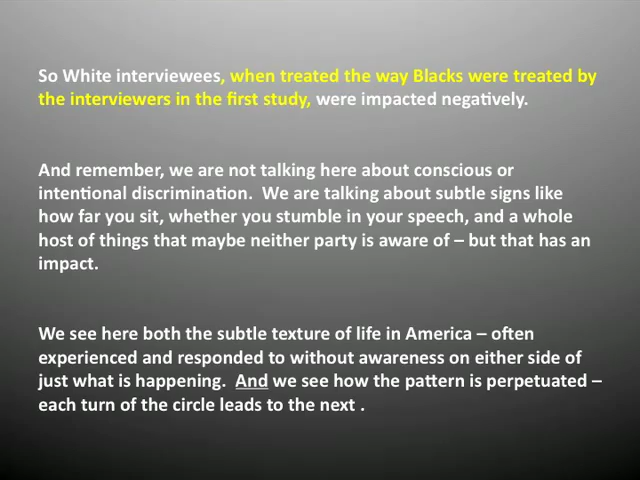 So White interviewees, when treated the way Blacks were treated by
the interviewers in the first study, were impacted negatively.
And remember, we are not talking here about conscious or
intentional discrimination.  We are talking about subtle signs like
how far you sit, whether you stumble in your speech, and a whole
host of things that maybe neither party is aware of – but that has an
impact.
We see here both the subtle texture of life in America – often
experienced and responded to without awareness on either side of
just what is happening.  And we see how the pattern is perpetuated –
each turn of the circle leads to the next .